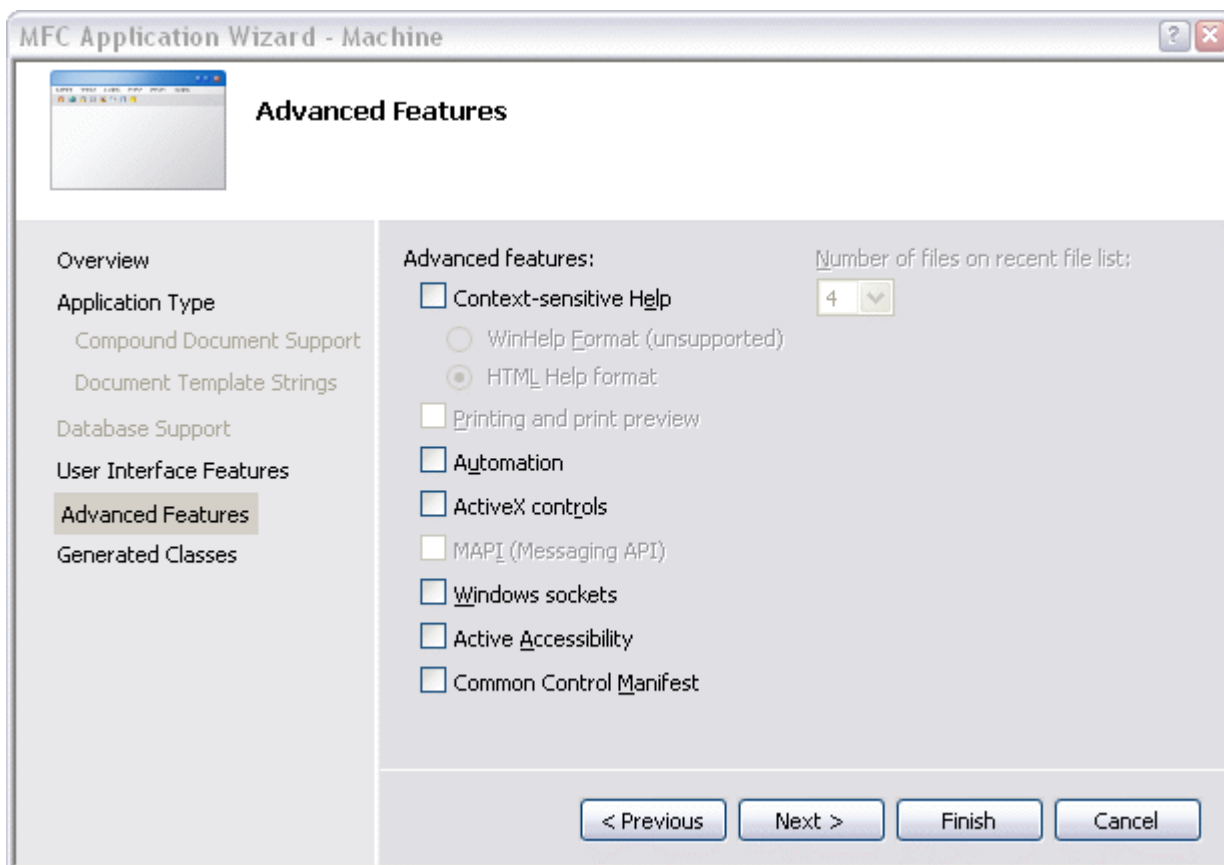 MFC Application Wizard - Machine
Advanced Features
Overview
Application Type
Compound Document Support
Document Template Strings
Database Support
User Interface Features
Advanced Features
Generated Classes
Advanced features:
Context-sensitive Help
WinHelp Format (unsupported)
HTML Help format
Printing and print preview
Automation
ActiveX controls
MAPI (Messaging API)
Windows sockets
Active Accessibility
Common Control Manifest
Number of files on recent file list:
4
< Previous
Next >
Finish
Cancel